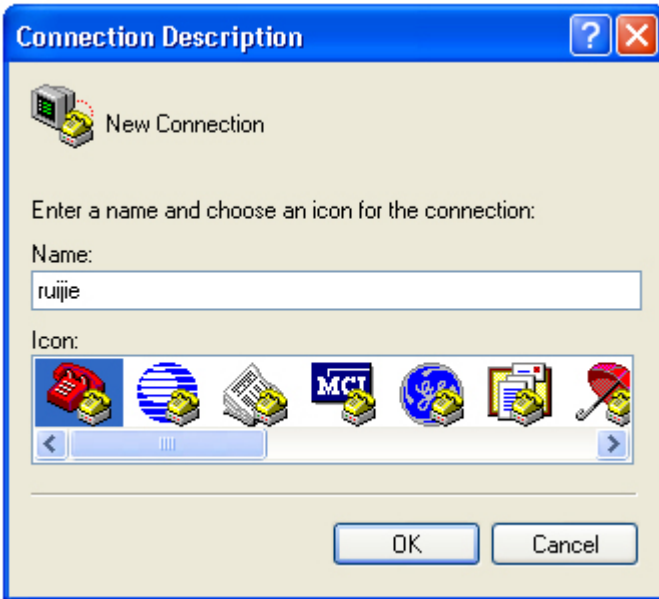 Connection Description
New Connection
Enter a name and choose an icon for the connection:
Name:
ruijie
Icon:
MCI
OK Cancel